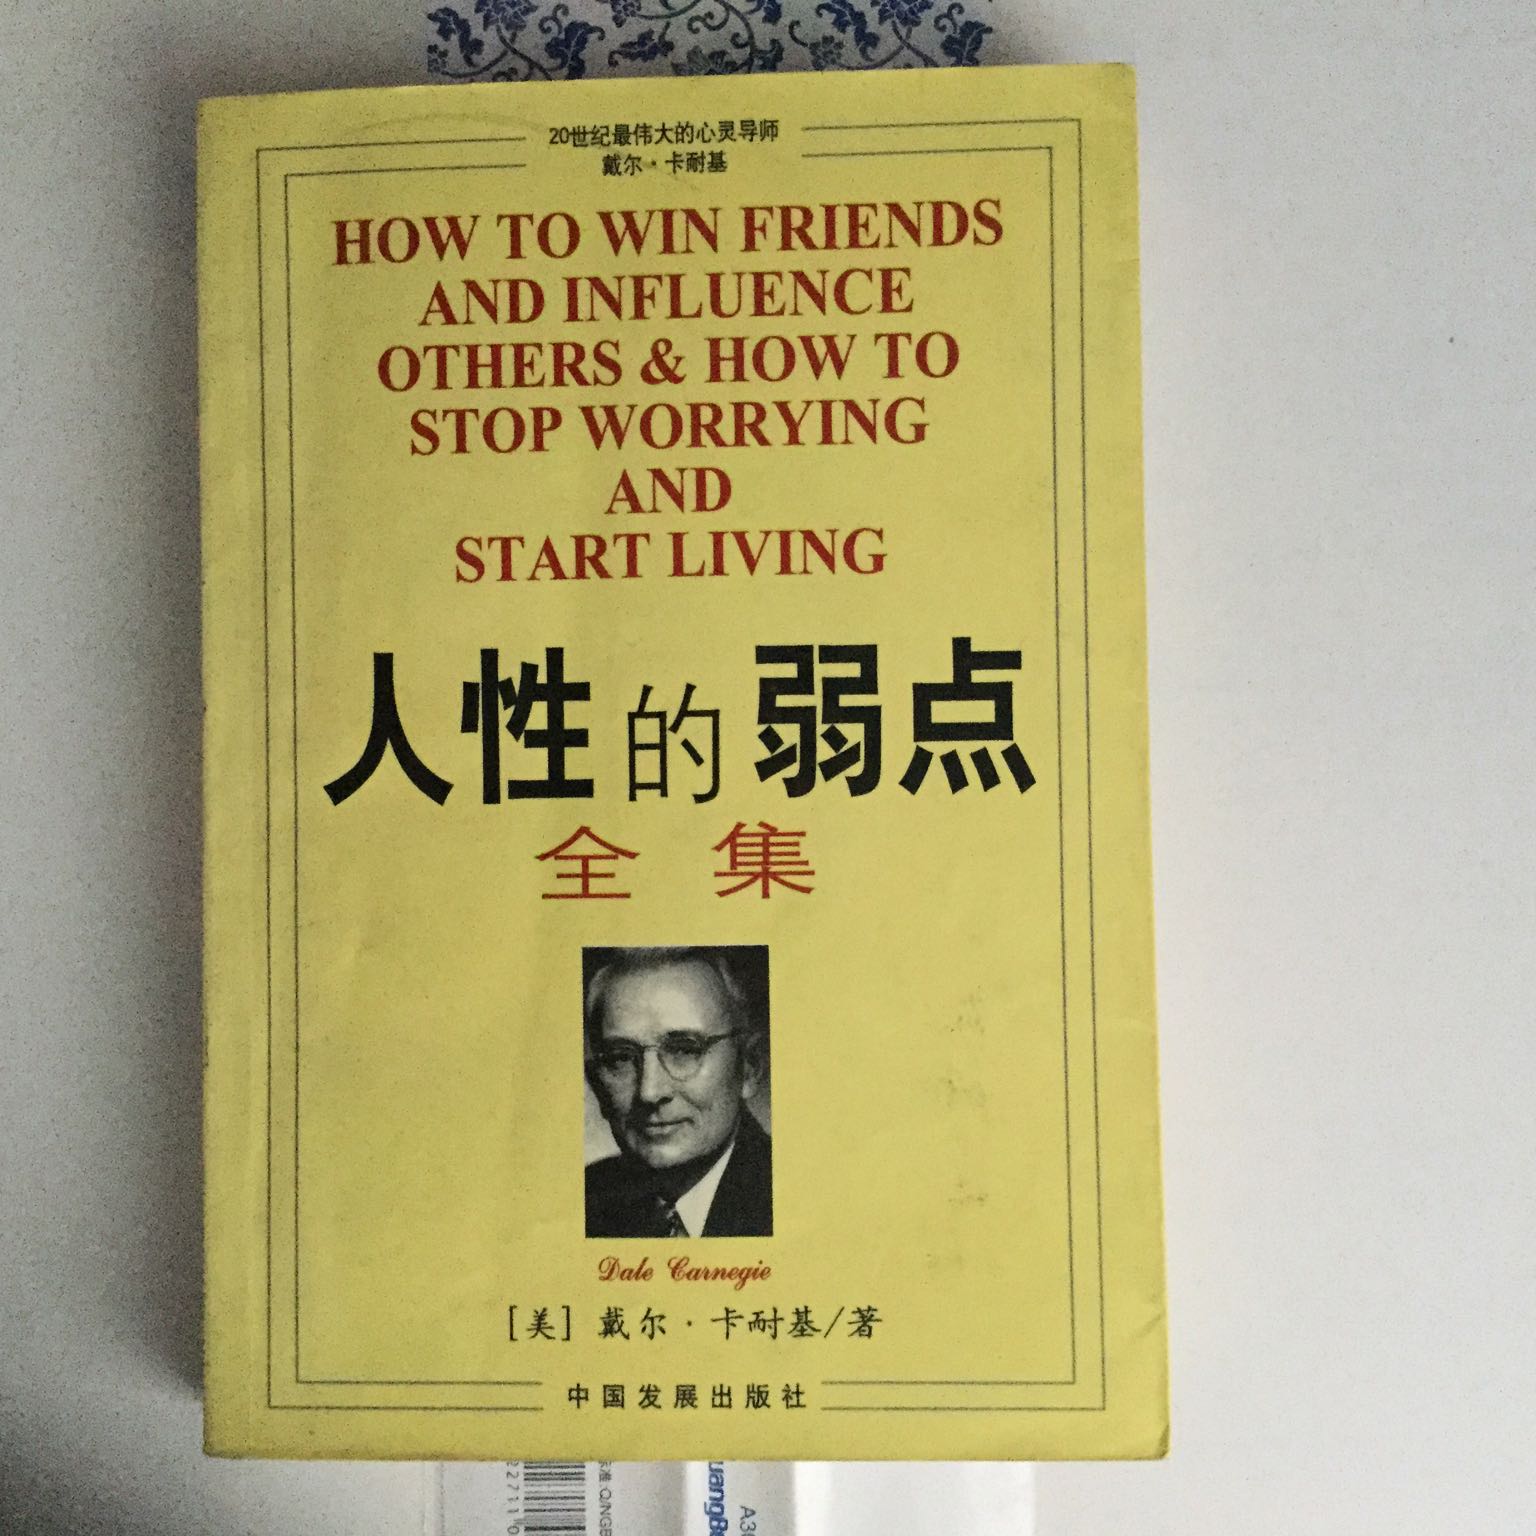 20世纪最伟大的心灵导师
戴尔·卡耐基
HOW TO WIN FRIENDS
AND INFLUENCE
OTHERS & HOW TO
STOP WORRYING
AND
START LIVING
人性的弱点
全集
Dale Carnegie
[美] 戴尔·卡耐基/著
中国发展出版社